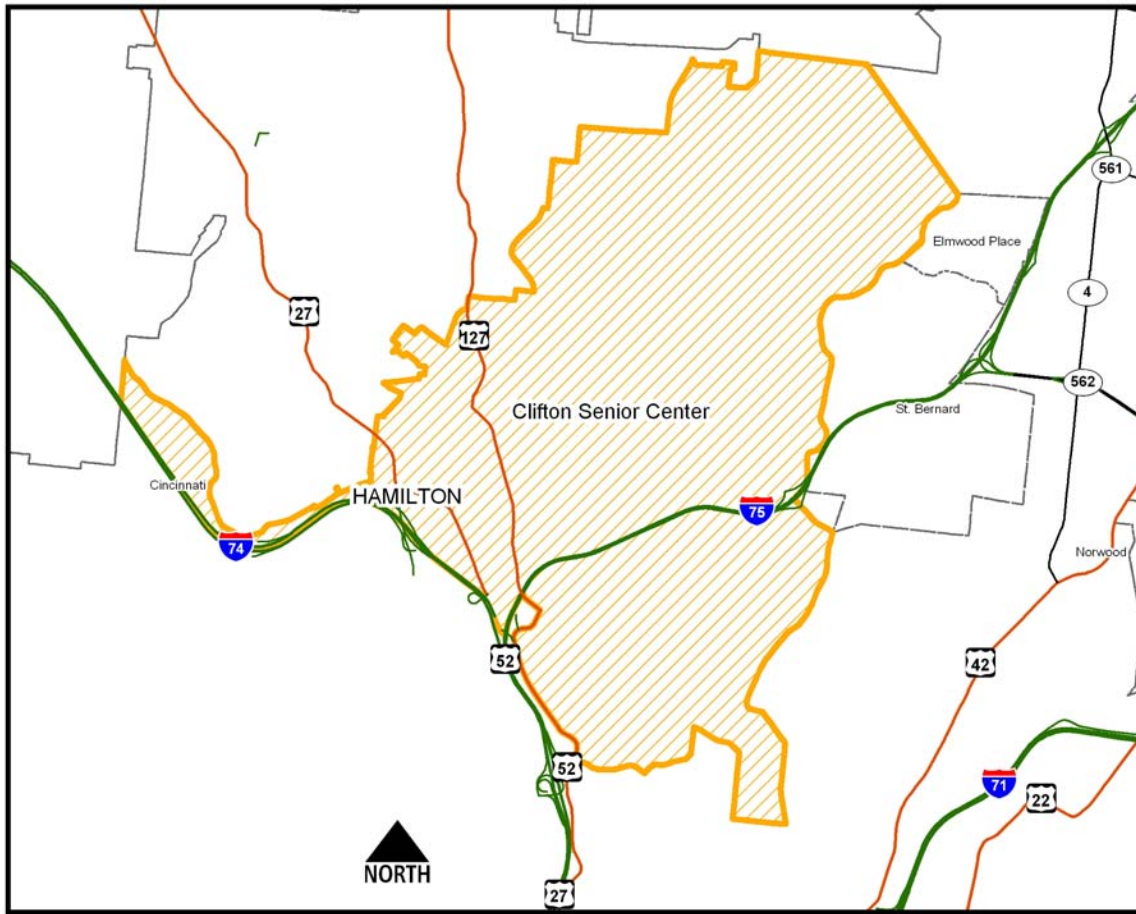 561
Elmwood Place
4
27
127
562
Clifton Senior Center
St. Bernard
Cincinnati
HAMILTON
75
74
Norwood
52
42
52
71
22
NORTH
27